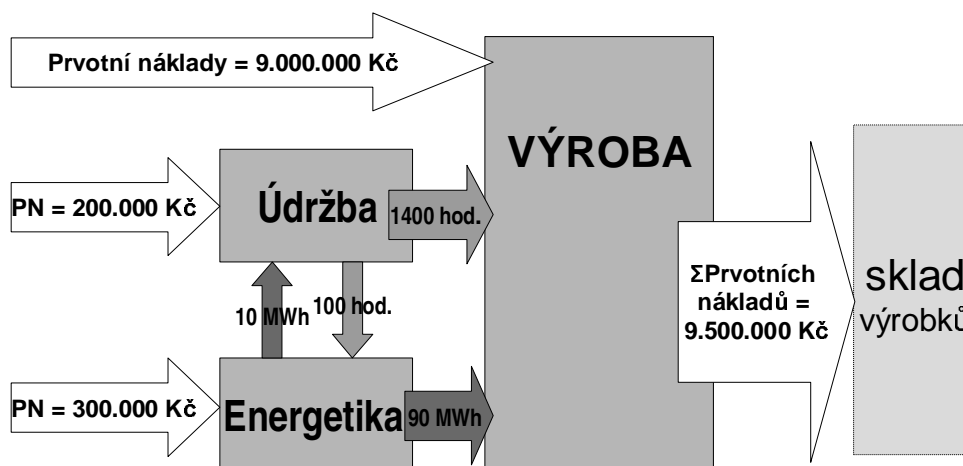 Prvotní náklady = 9.000.000 Kč
VÝROBA
PN = 200.000 Kč
Údržba
1400 hod.
10 MWh
100 hod.
ΣPrvotních
nákladů =
9.500.000 Kč
sklad
výrobků
PN = 300.000 Kč
Energetika
90 MWh